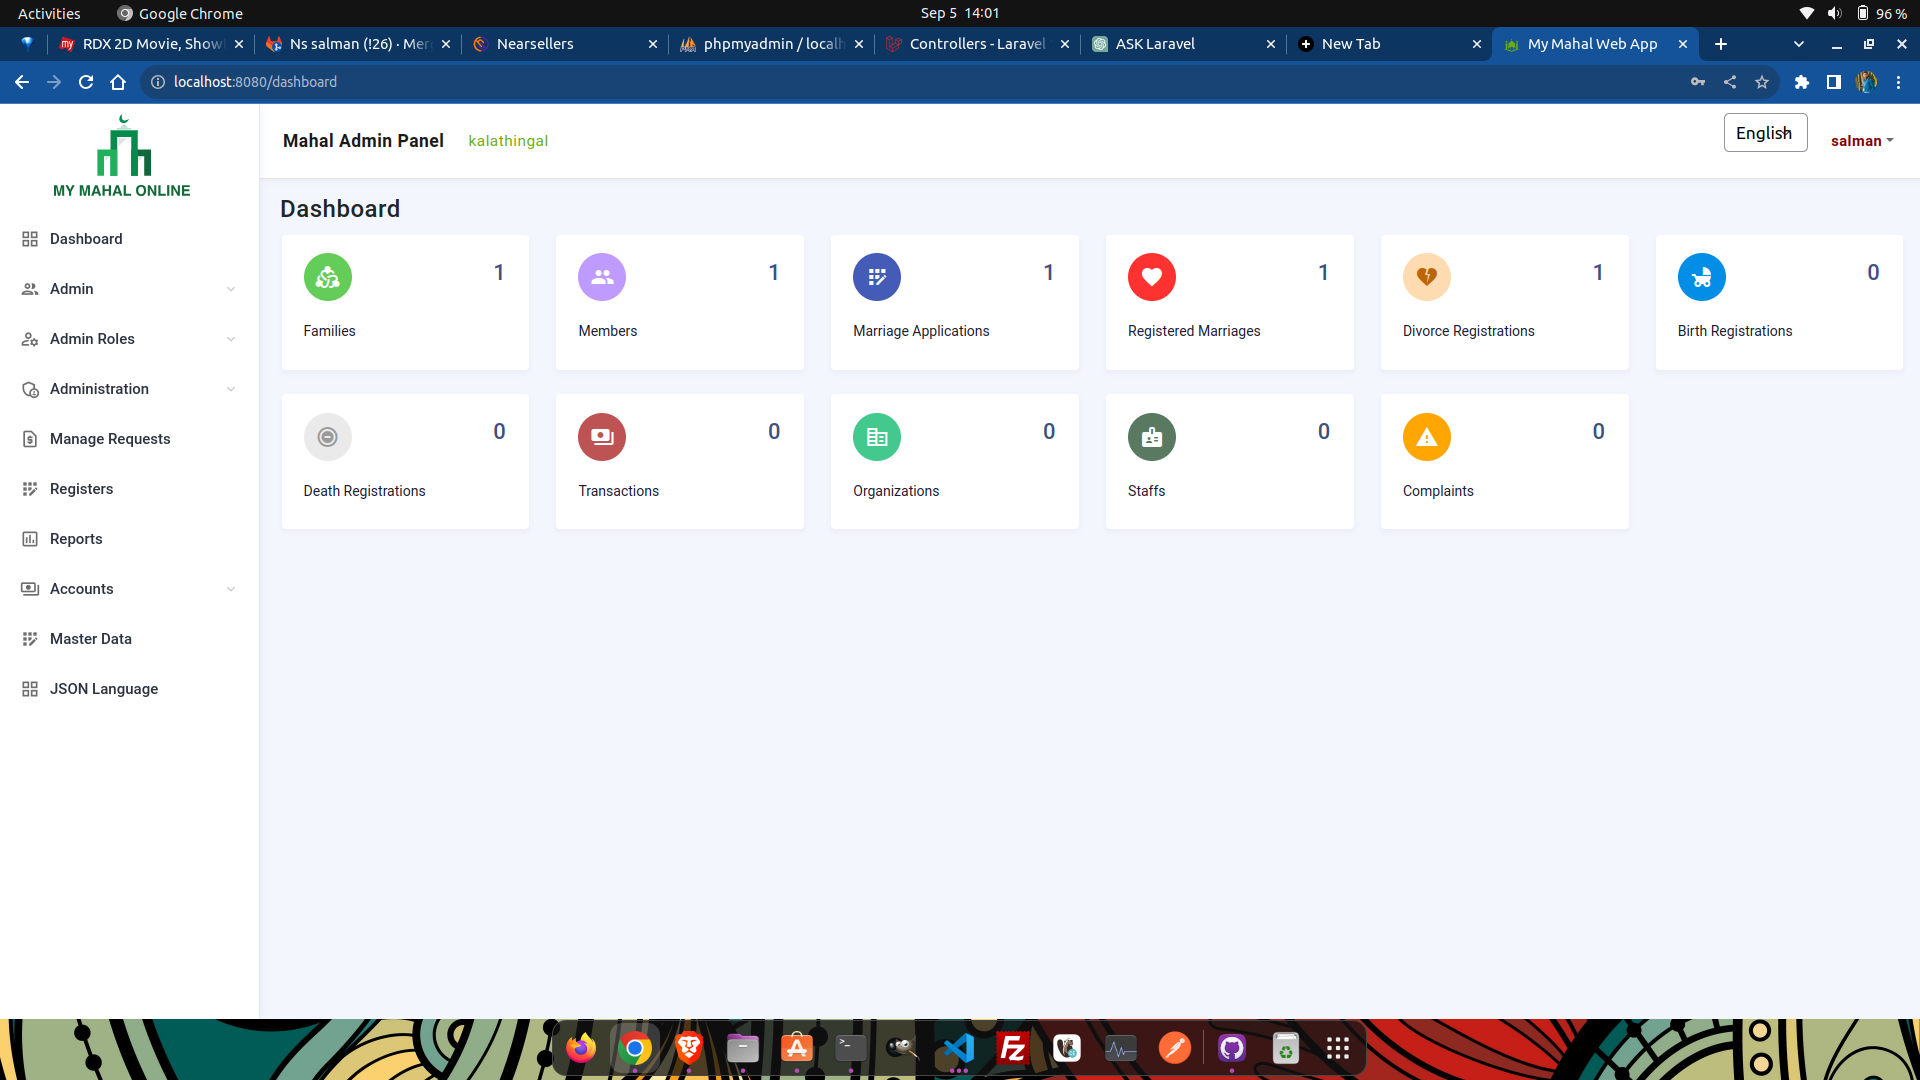 Activities Google Chrome Sep 5 14:01 96 %
RDX 2D Movie, Show Ns salman (!26) · Mer Nearsellers phpmyadmin / localh Controllers - Laravel ASK Laravel New Tab My Mahal Web App
localhost:8080/dashboard
MY MAHAL ONLINE
Mahal Admin Panel kalathingal English salman
Dashboard
Admin
Admin Roles
Administration
Manage Requests
Registers
Reports
Accounts
Master Data
JSON Language
Dashboard
1 1 1 1 1 0
Families Members Marriage Applications Registered Marriages Divorce Registrations Birth Registrations
0 0 0 0 0
Death Registrations Transactions Organizations Staffs Complaints